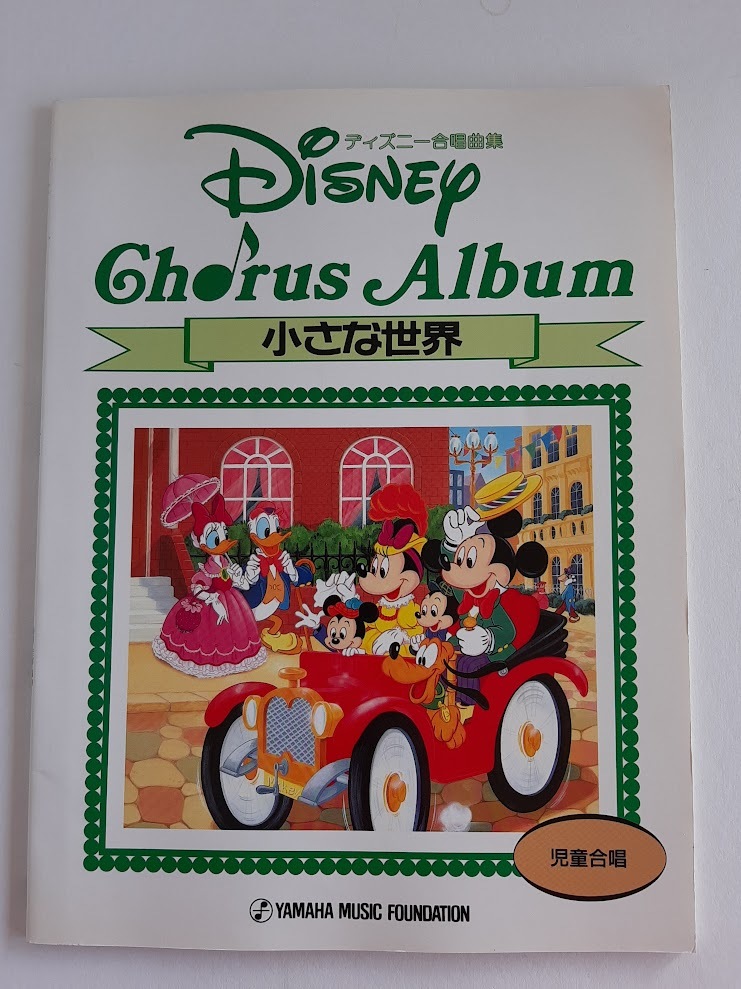 ディズニー合唱曲集
DISNEY
Chorus Album
小さな世界
児童合唱
YAMAHA MUSIC FOUNDATION